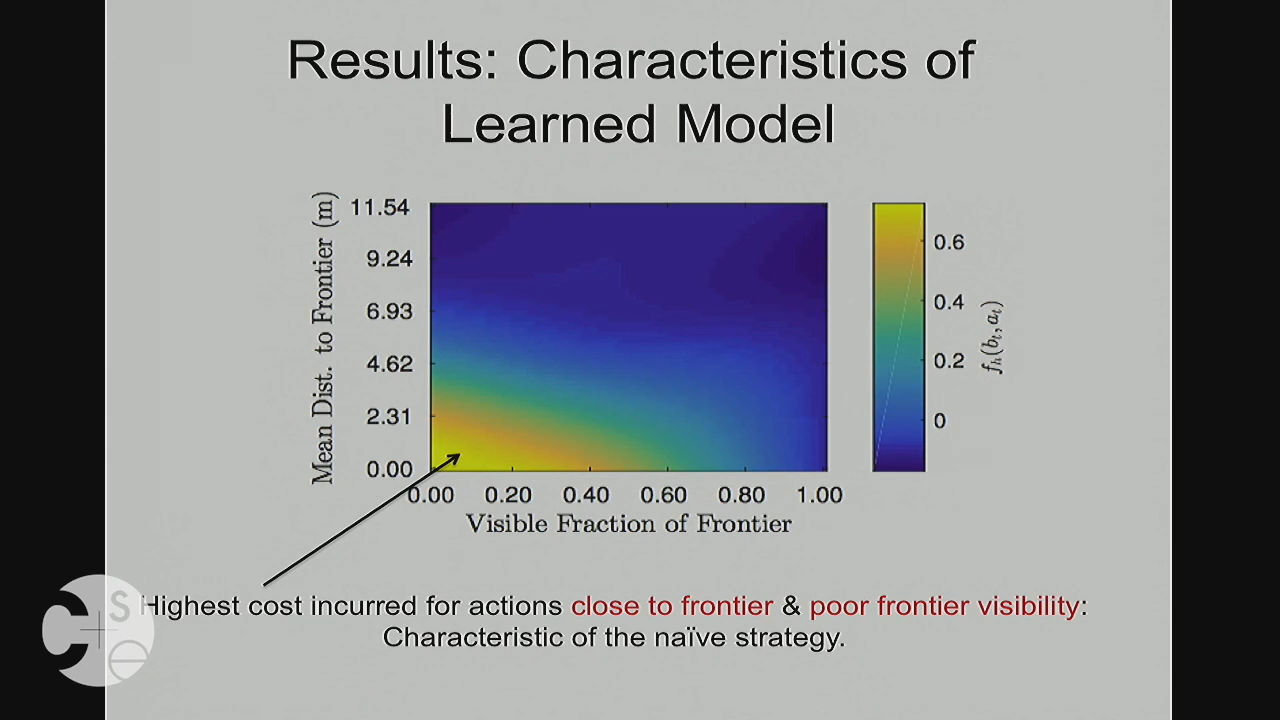 Results: Characteristics of
Learned Model
Mean Dist. to Frontier (m)
11.54
9.24
6.93
4.62
2.31
0.00
0.00 0.20 0.40 0.60 0.80 1.00
Visible Fraction of Frontier
0.6
0.4
0.2
0
fₕ(bₜ, aₜ)
Highest cost incurred for actions close to frontier & poor frontier visibility:
Characteristic of the naïve strategy.
C S e